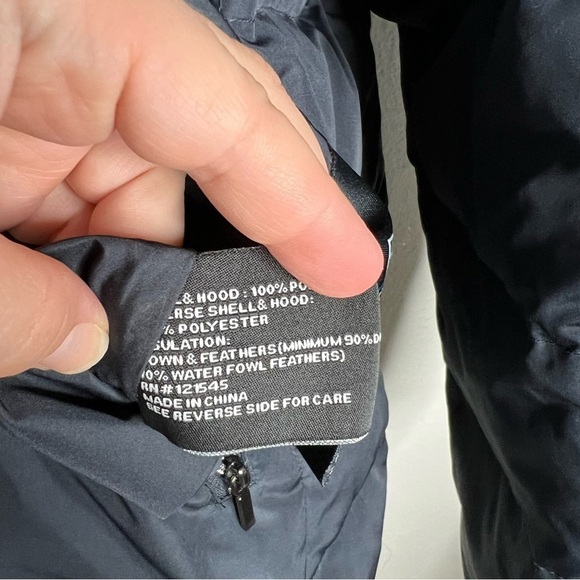 & HOOD : 100% PO
ERSE SHELL & HOOD:
% POLYESTER
SULATION:
OWN & FEATHERS(MINIMUM 90% D
10% WATER FOWL FEATHERS)
RN# 121545
MADE IN CHINA
SEE REVERSE SIDE FOR CARE